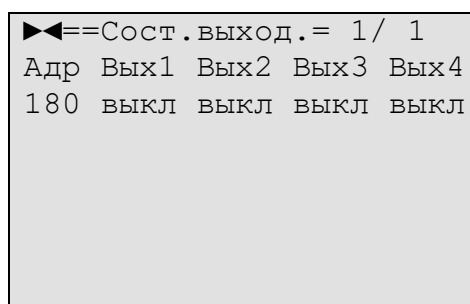 ►◄==Сост.выход.= 1/ 1
Адр Вых1 Вых2 Вых3 Вых4
180 выкл выкл выкл выкл